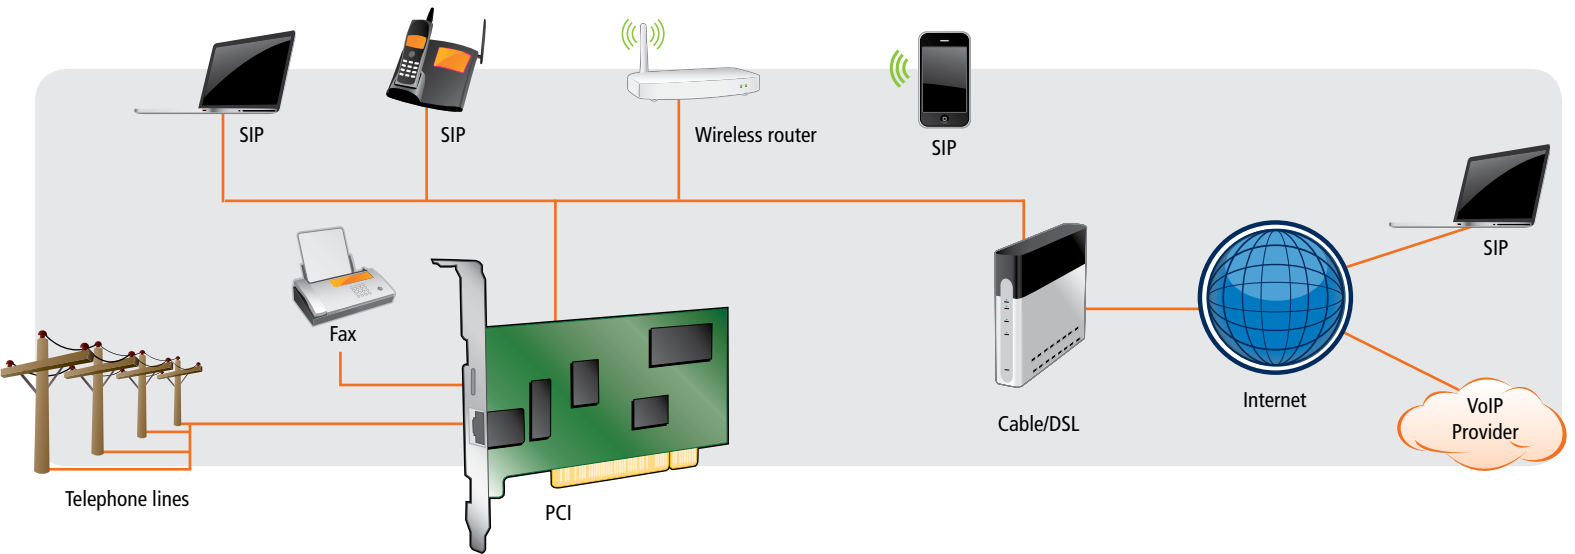 SIP
SIP
Wireless router
SIP
SIP
Fax
Telephone lines
PCI
Cable/DSL
Internet
VoIP
Provider